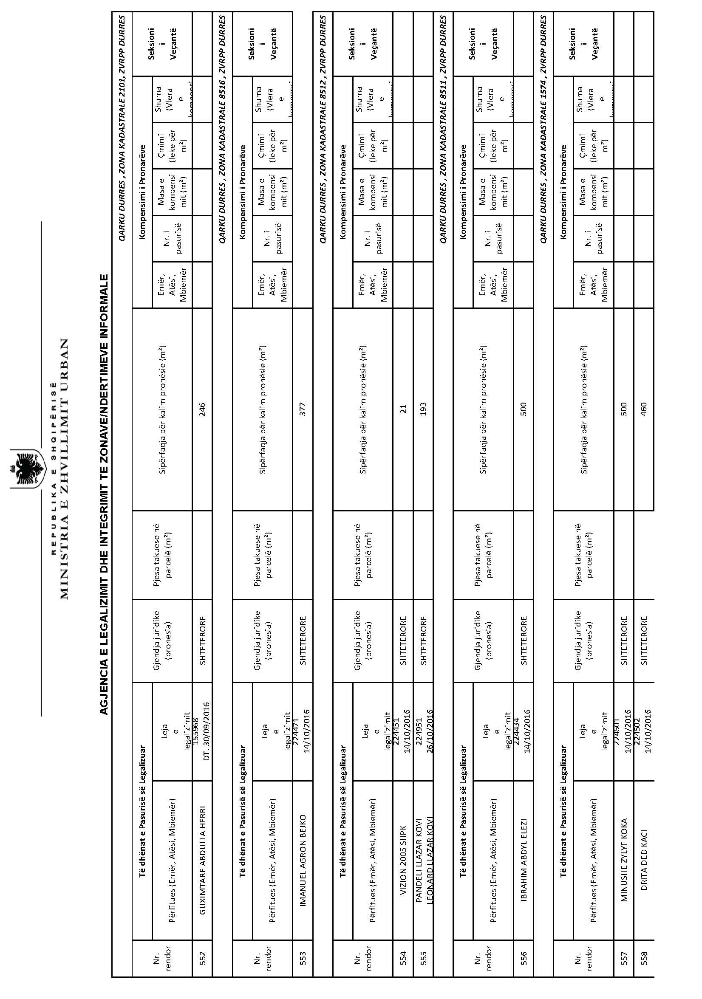 REPUBLIKA E SHQIPËRISË
MINISTRIA E ZHVILLIMIT URBAN
AGJENCIA E LEGALIZIMIT DHE INTEGRIMIT TE ZONAVE/NDERTIMEVE INFORMALE
QARKU DURRES , ZONA KADASTRALE 2101, ZVRPP DURRES
Nr. rendor
Të dhënat e Pasurisë së Legalizuar
Përfitues (Emër, Atësi, Mbiemër)
Leja e legalizimit
Gjendja juridike (pronesia)
Pjesa takuese në parcelë (m²)
Sipërfaqja për kalim pronësie (m²)
Kompensimi i Pronarëve
Emër, Atësi, Mbiemër
Nr. i pasurisë
Masa e kompensimit (m²)
Çmimi (leke për m²)
Shuma (Vlera e
Seksioni i Veçantë
552 GUXIMTARE ABDULLA HERRI 155968 DT. 30/09/2016 SHTETERORE 246
QARKU DURRES , ZONA KADASTRALE 8516 , ZVRPP DURRES
Nr. rendor
Të dhënat e Pasurisë së Legalizuar
Përfitues (Emër, Atësi, Mbiemër)
Leja e legalizimit
Gjendja juridike (pronesia)
Pjesa takuese në parcelë (m²)
Sipërfaqja për kalim pronësie (m²)
Kompensimi i Pronarëve
Emër, Atësi, Mbiemër
Nr. i pasurisë
Masa e kompensimit (m²)
Çmimi (leke për m²)
Shuma (Vlera e
Seksioni i Veçantë
553 IMANUEL AGRON BEJKO 224471 14/10/2016 SHTETERORE 377
QARKU DURRES , ZONA KADASTRALE 8512 , ZVRPP DURRES
Nr. rendor
Të dhënat e Pasurisë së Legalizuar
Përfitues (Emër, Atësi, Mbiemër)
Leja e legalizimit
Gjendja juridike (pronesia)
Pjesa takuese në parcelë (m²)
Sipërfaqja për kalim pronësie (m²)
Kompensimi i Pronarëve
Emër, Atësi, Mbiemër
Nr. i pasurisë
Masa e kompensimit (m²)
Çmimi (leke për m²)
Shuma (Vlera e
Seksioni i Veçantë
554 VIZION 2005 SHPK 224451 14/10/2016 SHTETERORE 21
555 PANDELI LLAZAR KOVI LEONARD LLAZAR KOVI 224951 26/10/2016 SHTETERORE 193
QARKU DURRES , ZONA KADASTRALE 8511 , ZVRPP DURRES
Nr. rendor
Të dhënat e Pasurisë së Legalizuar
Përfitues (Emër, Atësi, Mbiemër)
Leja e legalizimit
Gjendja juridike (pronesia)
Pjesa takuese në parcelë (m²)
Sipërfaqja për kalim pronësie (m²)
Kompensimi i Pronarëve
Emër, Atësi, Mbiemër
Nr. i pasurisë
Masa e kompensimit (m²)
Çmimi (leke për m²)
Shuma (Vlera e
Seksioni i Veçantë
556 IBRAHIM ABDYL ELEZI 224434 14/10/2016 SHTETERORE 500
QARKU DURRES , ZONA KADASTRALE 1574 , ZVRPP DURRES
Nr. rendor
Të dhënat e Pasurisë së Legalizuar
Përfitues (Emër, Atësi, Mbiemër)
Leja e legalizimit
Gjendja juridike (pronesia)
Pjesa takuese në parcelë (m²)
Sipërfaqja për kalim pronësie (m²)
Kompensimi i Pronarëve
Emër, Atësi, Mbiemër
Nr. i pasurisë
Masa e kompensimit (m²)
Çmimi (leke për m²)
Shuma (Vlera e
Seksioni i Veçantë
557 MINUSHE ZYLYF KOKA 224501 14/10/2016 SHTETERORE 500
558 DRITA DED KACI 224502 14/10/2016 SHTETERORE 460